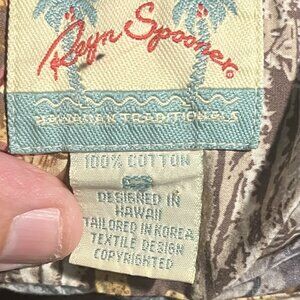 Reyn Spooner®
HAWAIIAN TRADITIONALS
100% COTTON
DESIGNED IN
HAWAII
TAILORED IN KOREA
TEXTILE DESIGN
COPYRIGHTED